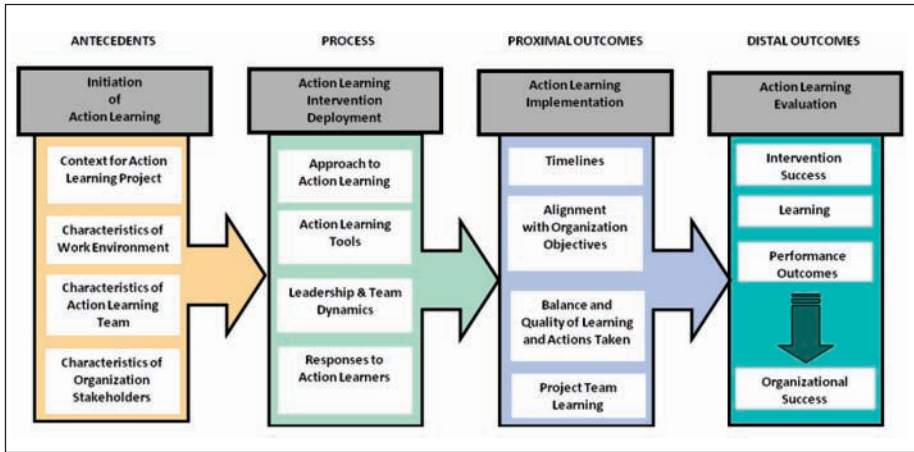 ANTECEDENTS
Initiation
of
Action Learning
Context for Action
Learning Project
Characteristics of
Work Environment
Characteristics of
Action Learning
Team
Characteristics of
Organization
Stakeholders
PROCESS
Action Learning
Intervention
Deployment
Approach to
Action Learning
Action Learning
Tools
Leadership & Team
Dynamics
Responses to
Action Learners
PROXIMAL OUTCOMES
Action Learning
Implementation
Timelines
Alignment
with Organization
Objectives
Balance and
Quality of Learning
and Actions Taken
Project Team
Learning
DISTAL OUTCOMES
Action Learning
Evaluation
Intervention
Success
Learning
Performance
Outcomes
Organizational
Success